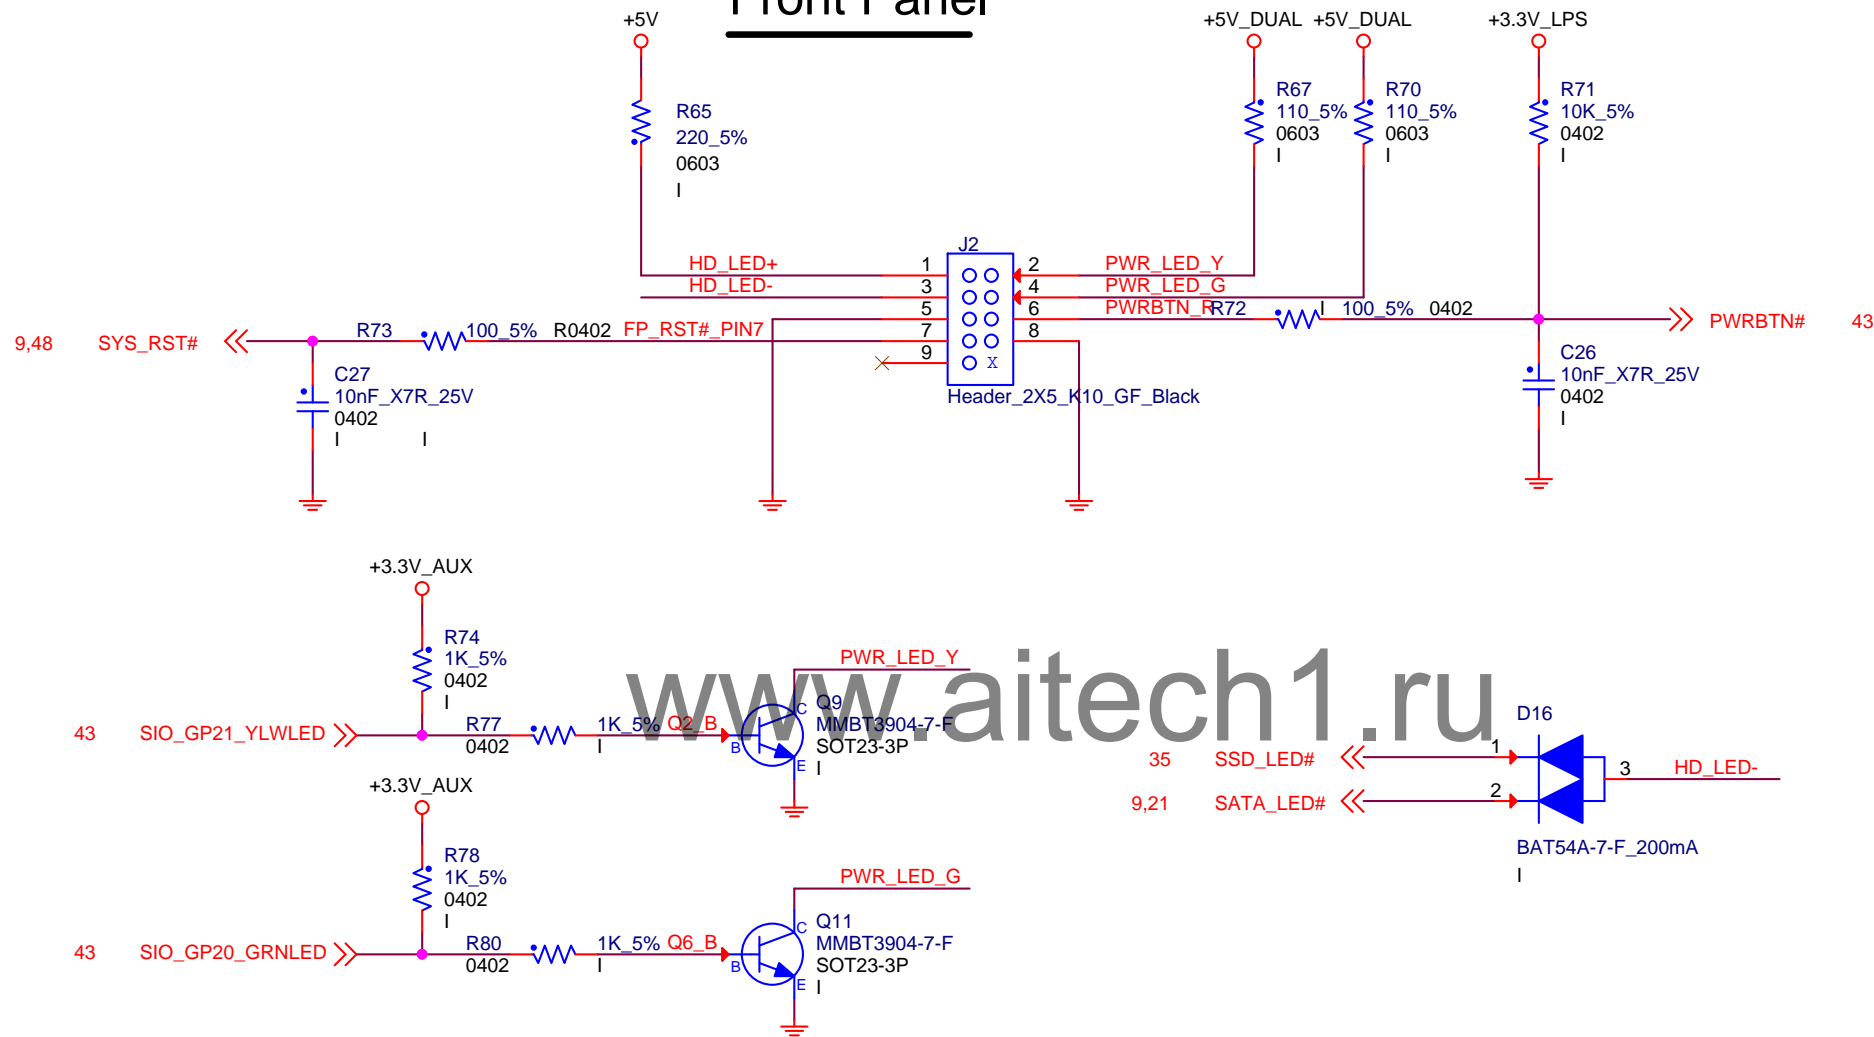 Front Panel
+5V
+5V_DUAL +5V_DUAL
+3.3V_LPS
R65
220_5%
0603
I
R67
110_5%
0603
I
R70
110_5%
0603
I
R71
10K_5%
0402
I
J2
HD_LED+ 1 2 PWR_LED_Y
HD_LED- 3 4 PWR_LED_G
5 6 PWRBTN_R R72 I 100_5% 0402
9,48 SYS_RST# R73 100_5% R0402 FP_RST#_PIN7 7 8
PWRBTN# 43
9 X
Header_2X5_K10_GF_Black
C27
10nF_X7R_25V
0402
I I
C26
10nF_X7R_25V
0402
I
+3.3V_AUX
R74
1K_5%
0402
I
43 SIO_GP21_YLWLED R77 1K_5% Q2_B
0402 I
PWR_LED_Y
B C E
Q9
MMBT3904-7-F
SOT23-3P
I
www.aitech1.ru
+3.3V_AUX
R78
1K_5%
0402
I
43 SIO_GP20_GRNLED R80 1K_5% Q6_B
0402 I
PWR_LED_G
B C E
Q11
MMBT3904-7-F
SOT23-3P
I
D16
35 SSD_LED# 1
3 HD_LED-
9,21 SATA_LED# 2
BAT54A-7-F_200mA
I